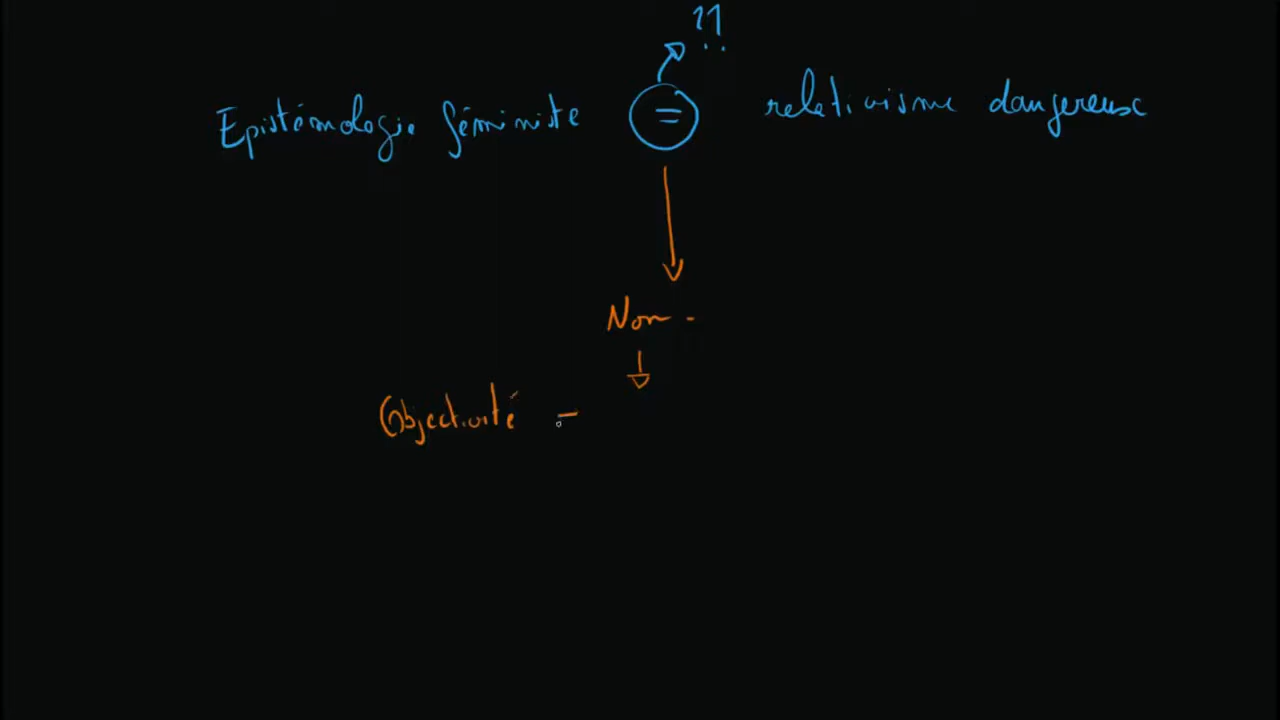 ??
Epistémologie féministe = relativisme dangereux
Non.
Objectivité -